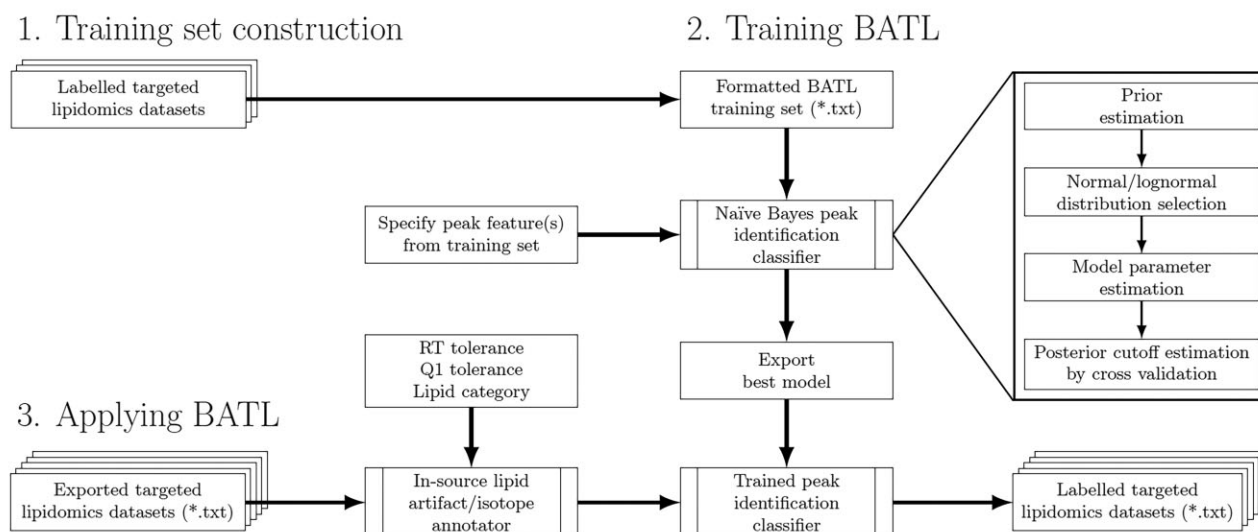 1. Training set construction
2. Training BATL
Labelled targeted
lipidomics datasets
Formatted BATL
training set (*.txt)
Prior
estimation
Normal/lognormal
distribution selection
Specify peak feature(s)
from training set
Naïve Bayes peak
identification
classifier
Model parameter
estimation
RT tolerance
Q1 tolerance
Lipid category
Export
best model
Posterior cutoff estimation
by cross validation
3. Applying BATL
Exported targeted
lipidomics datasets (*.txt)
In-source lipid
artifact/isotope
annotator
Trained peak
identification
classifier
Labelled targeted
lipidomics datasets (*.txt)